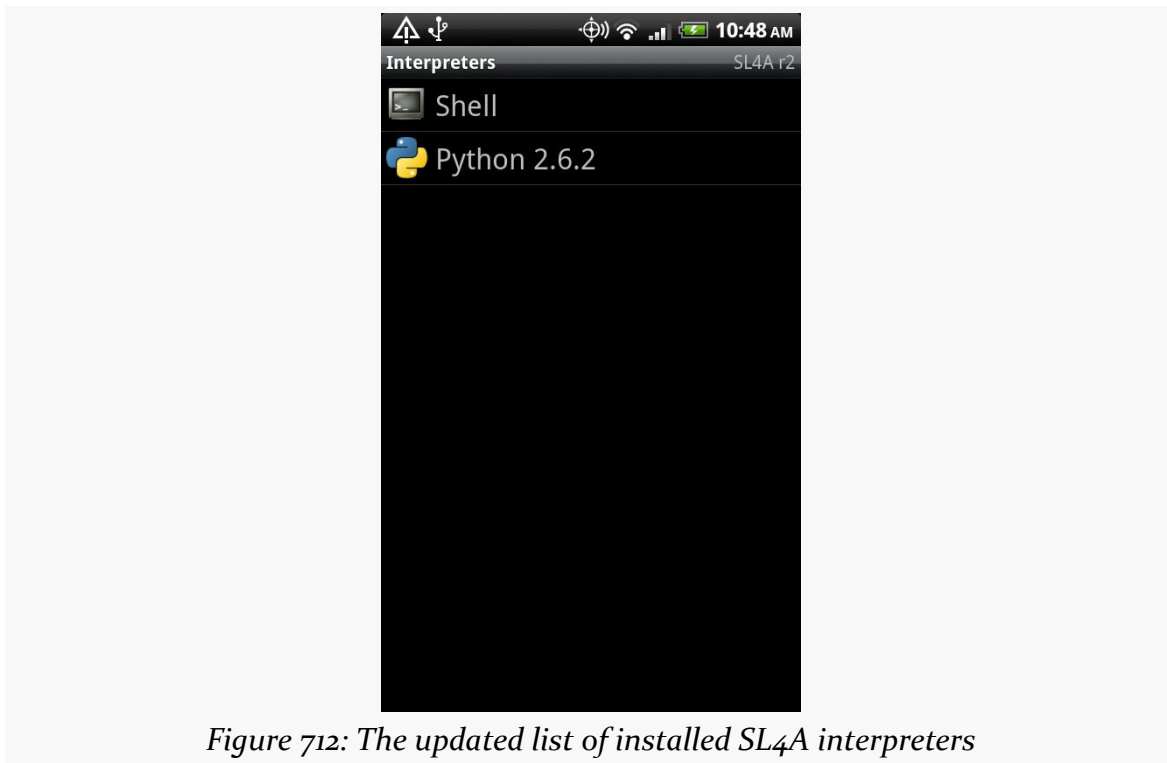 10:48 AM
Interpreters SL4A r2
>_
Shell
Python 2.6.2
Figure 712: The updated list of installed SL4A interpreters